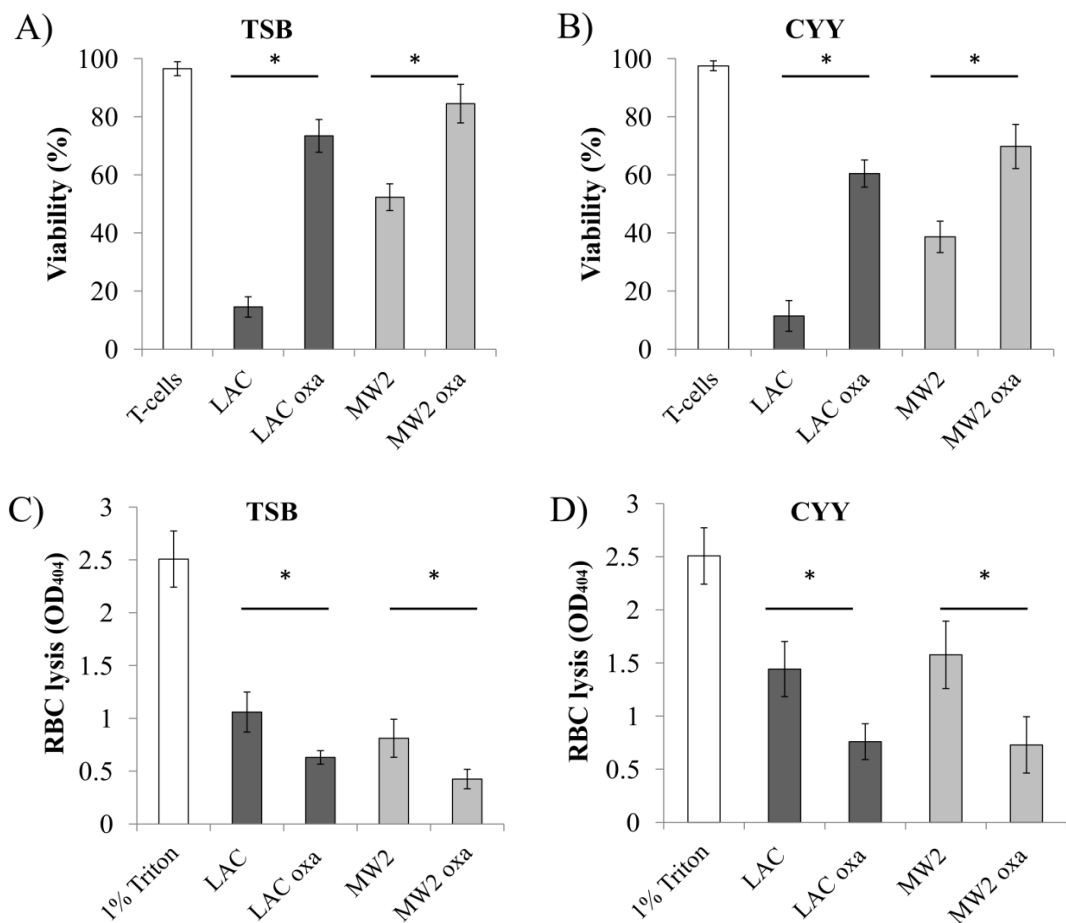 A) TSB
Viability (%)
100
80
60
40
20
0
* *
T-cells LAC LAC oxa MW2 MW2 oxa
B) CYY
Viability (%)
100
80
60
40
20
0
* *
T-cells LAC LAC oxa MW2 MW2 oxa
C) TSB
RBC lysis (OD₄₀₄)
3
2.5
2
1.5
1
0.5
0
* *
1% Triton LAC LAC oxa MW2 MW2 oxa
D) CYY
RBC lysis (OD₄₀₄)
3
2.5
2
1.5
1
0.5
0
* *
1% Triton LAC LAC oxa MW2 MW2 oxa